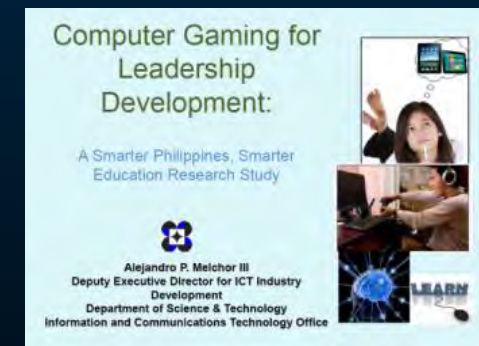 Computer Gaming for
Leadership
Development:
A Smarter Philippines, Smarter
Education Research Study
Alejandro P. Melchor III
Deputy Executive Director for ICT Industry
Development
Department of Science & Technology
Information and Communications Technology Office
LEARN